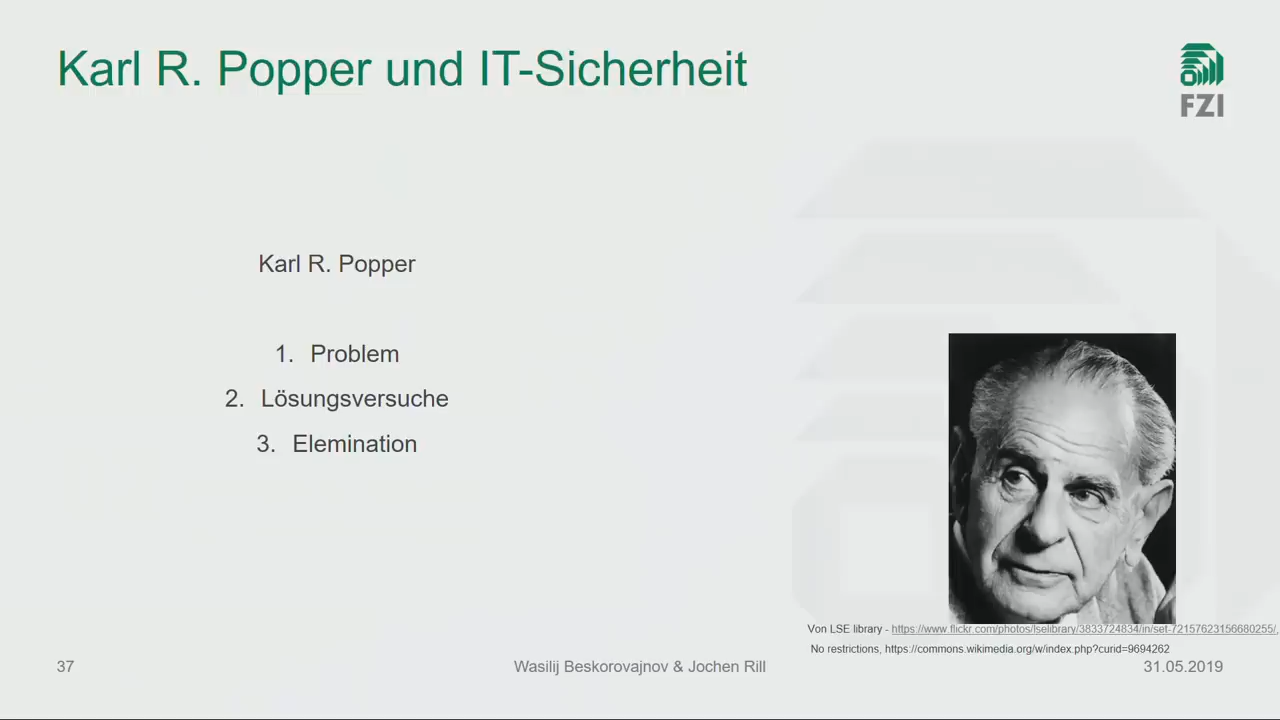 Karl R. Popper und IT-Sicherheit
FZI
Karl R. Popper
1. Problem
2. Lösungsversuche
3. Elemination
Von LSE library - https://www.flickr.com/photos/lselibrary/3833724834/in/set-72157623156680255/,
No restrictions, https://commons.wikimedia.org/w/index.php?curid=9694262
37
Wasilij Beskorovajnov & Jochen Rill
31.05.2019